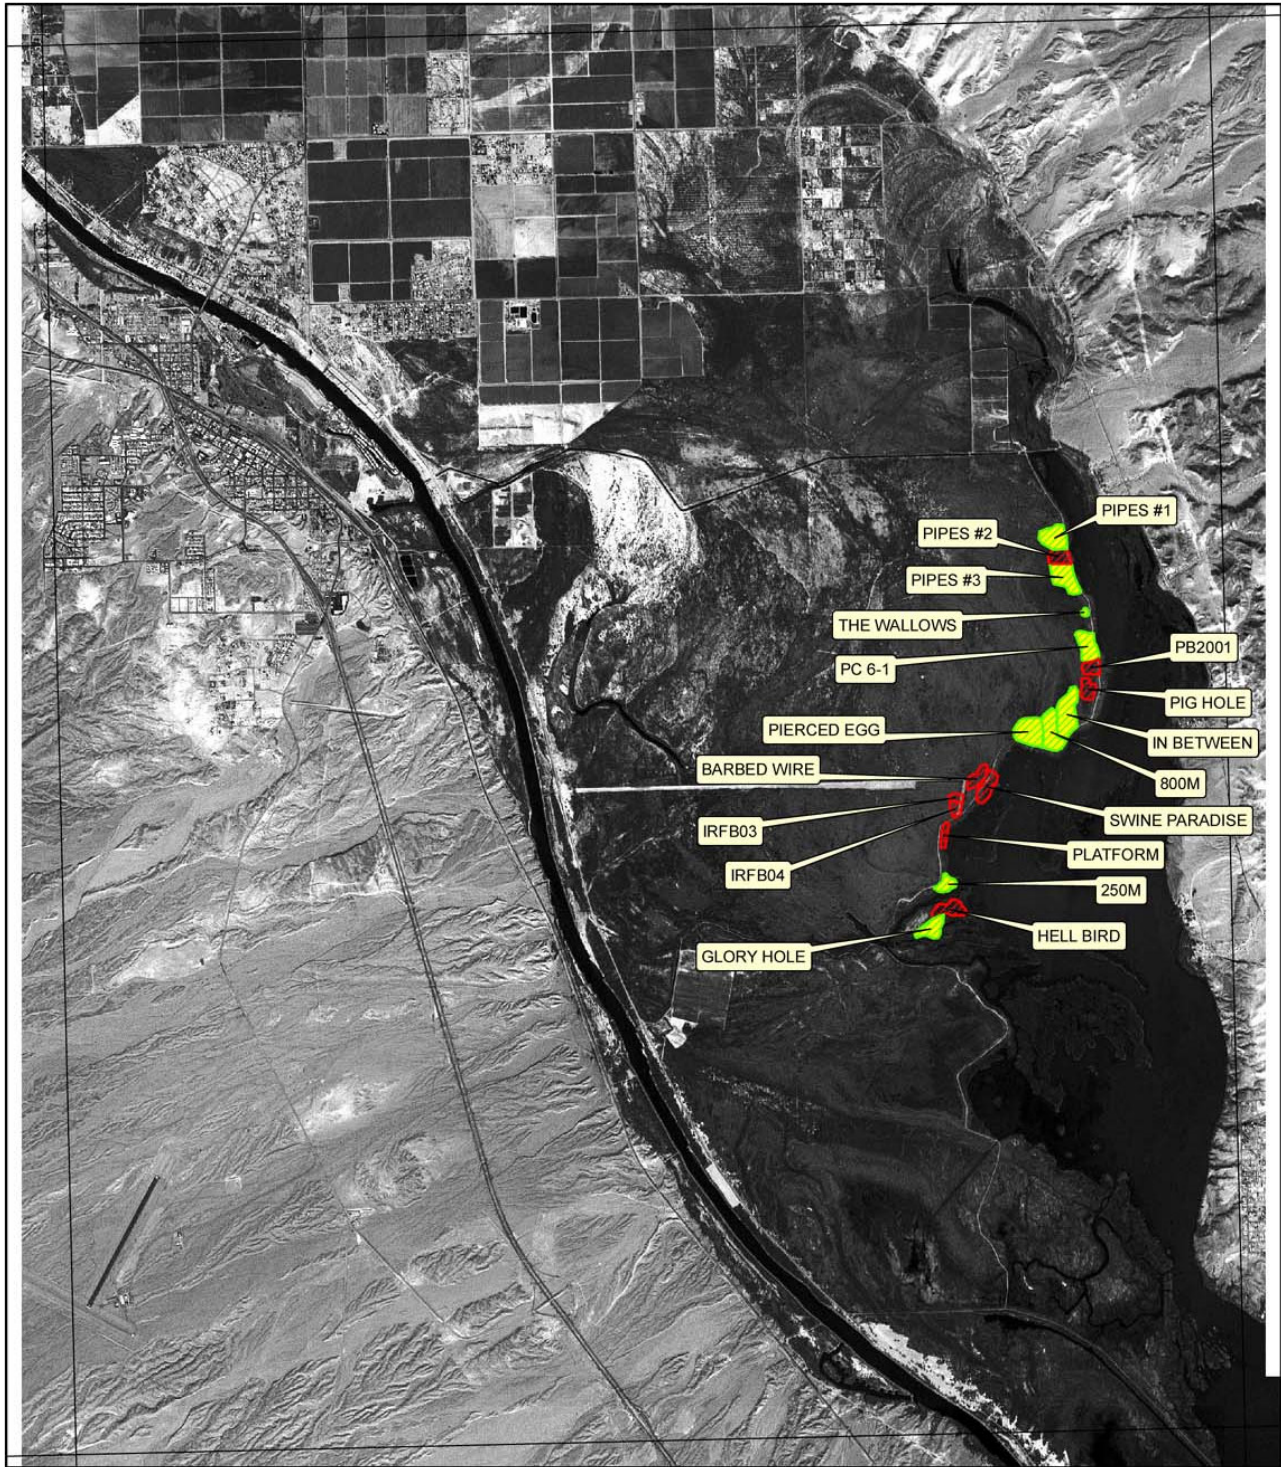 PIPES #1
PIPES #2
PIPES #3
THE WALLOWS
PB2001
PC 6-1
PIG HOLE
PIERCED EGG
IN BETWEEN
BARBED WIRE
800M
SWINE PARADISE
IRFB03
PLATFORM
IRFB04
250M
HELL BIRD
GLORY HOLE